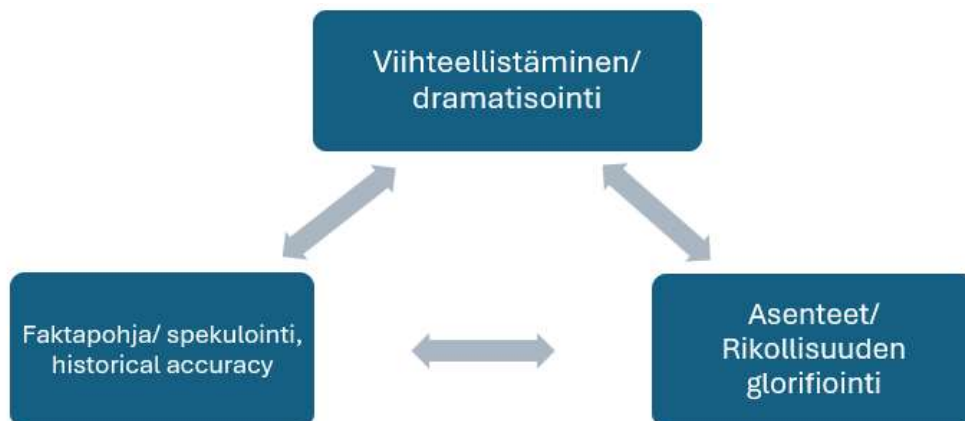 Viihteellistäminen/
dramatisointi
Faktapohja/ spekulointi,
historical accuracy
Asenteet/
Rikollisuuden
glorifiointi